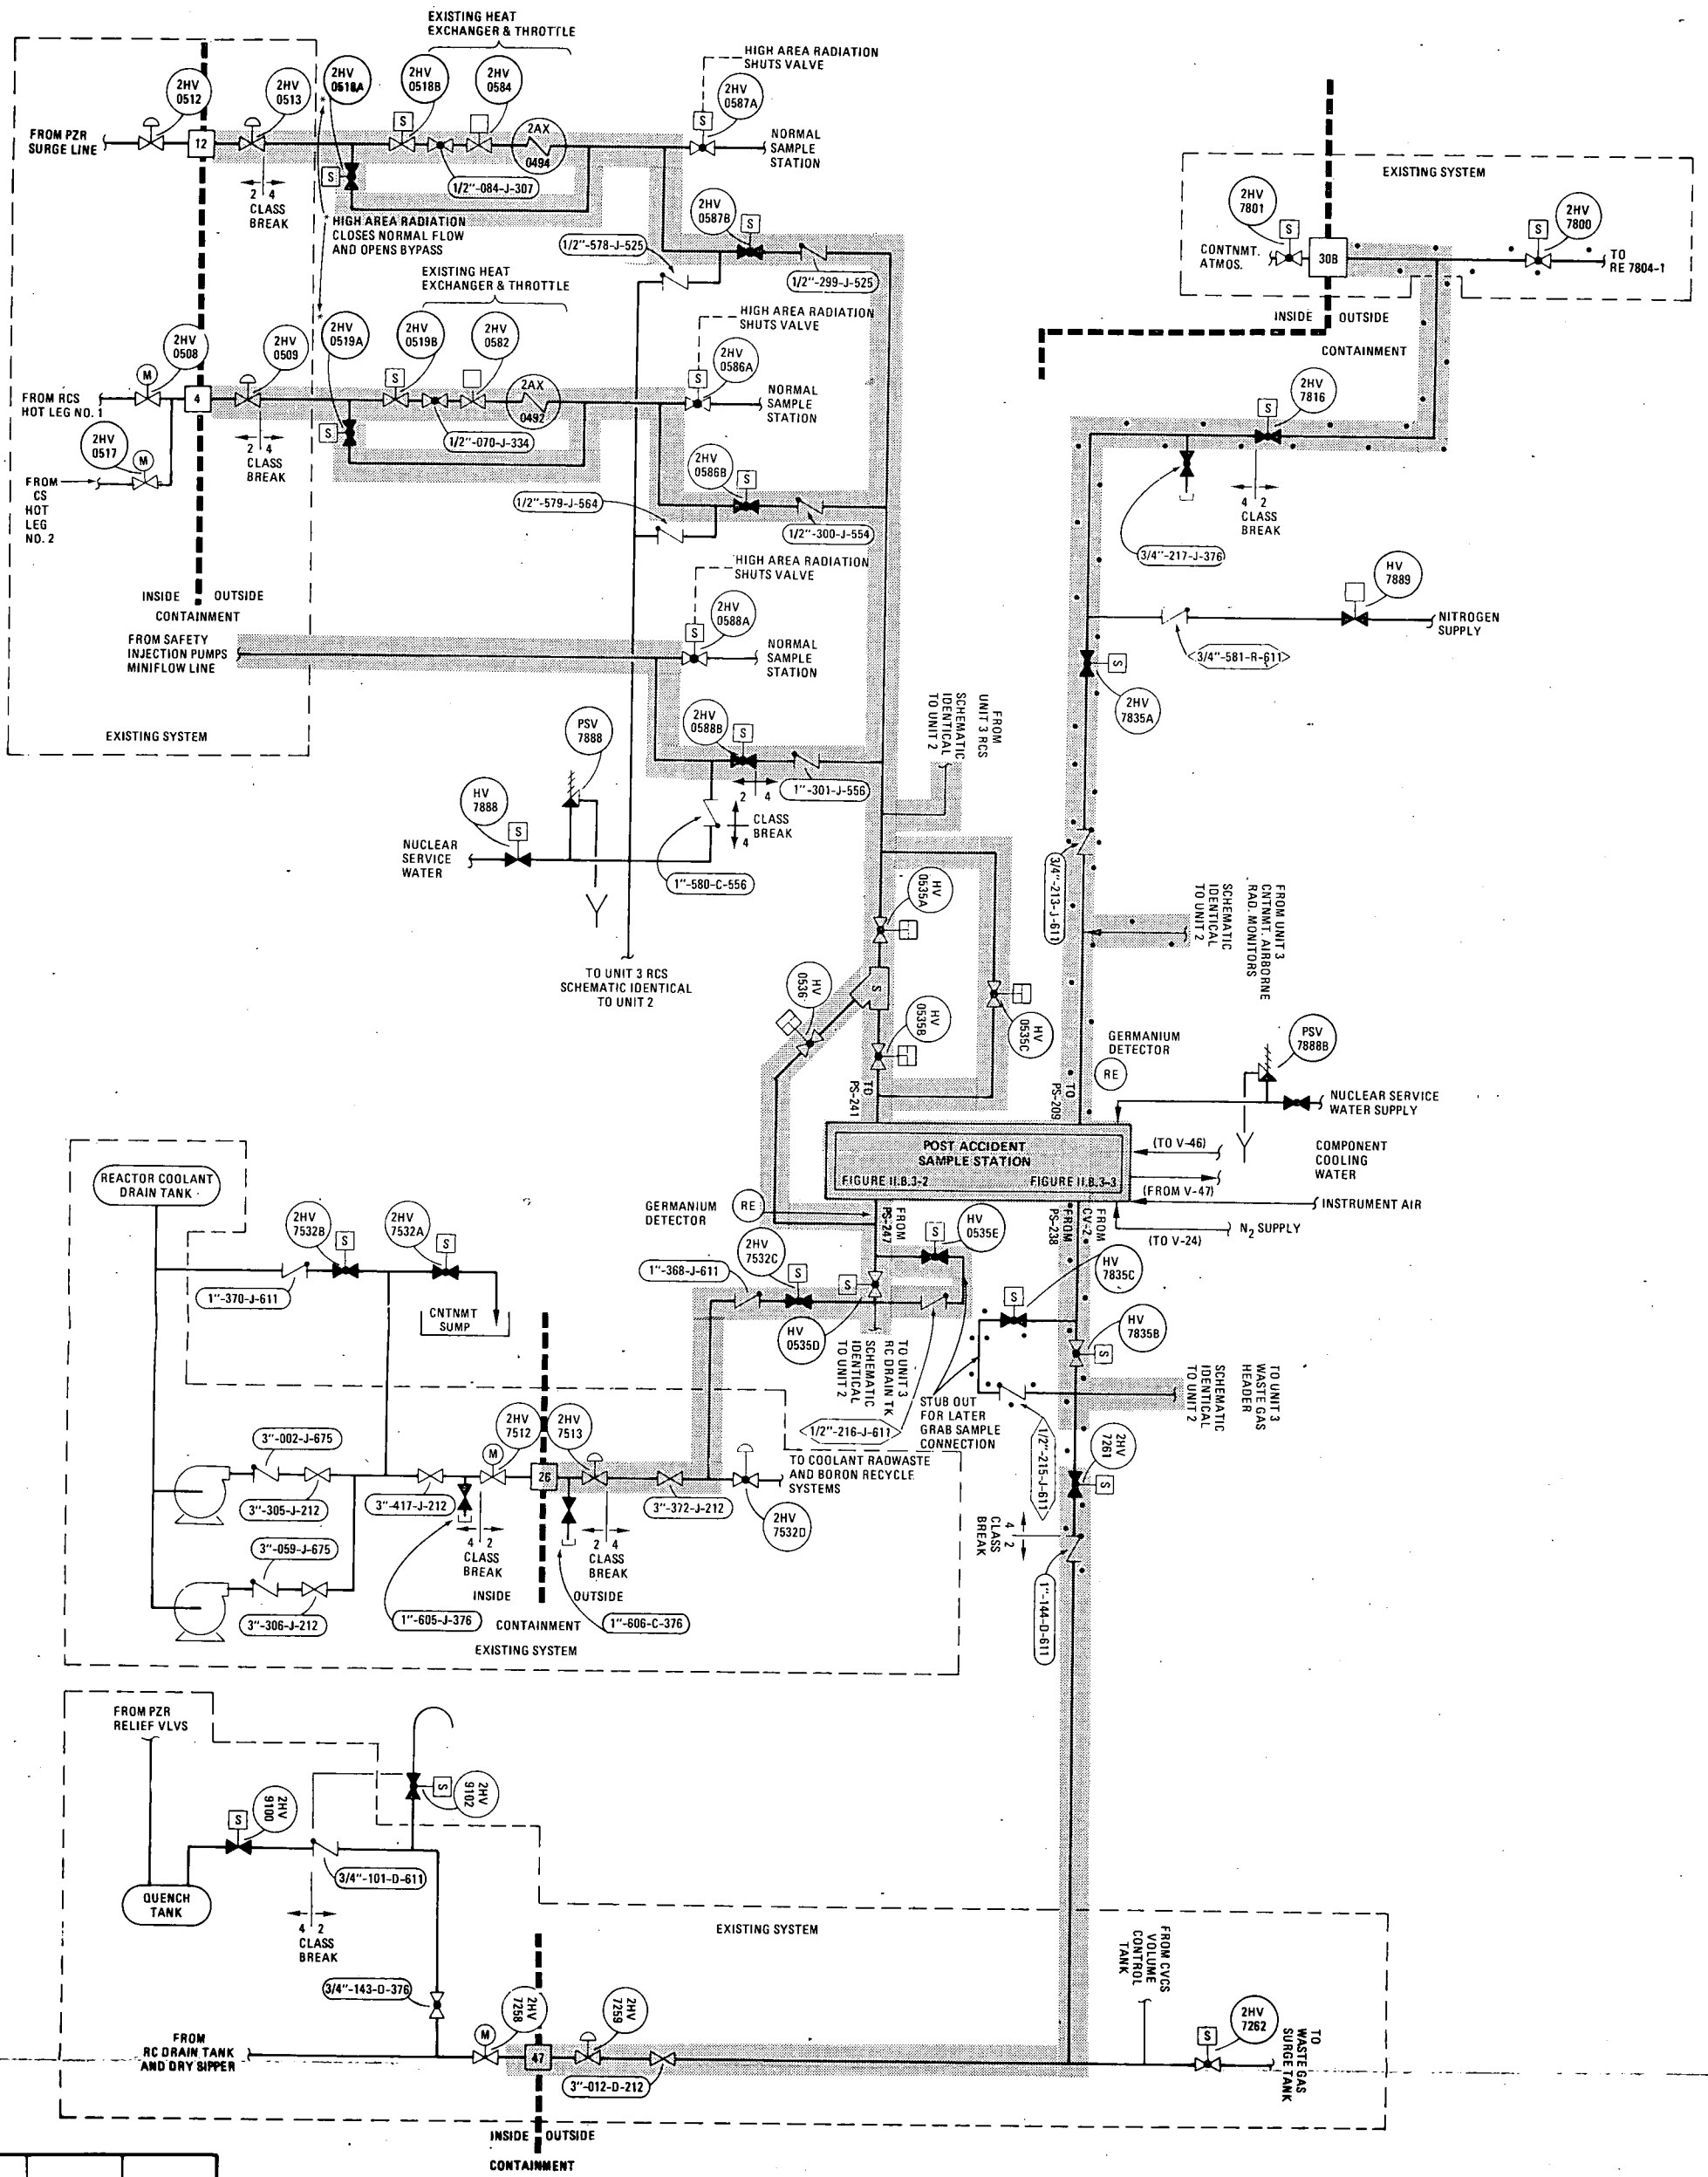 EXISTING HEAT
EXCHANGER & THROTTLE
HIGH AREA RADIATION
SHUTS VALVE
2HV
0512
2HV
0513
2HV
0518A
2HV
0518B
2HV
0584
2HV
0587A
FROM PZR
SURGE LINE
12
S
S
2AX
0494
S
NORMAL
SAMPLE
STATION
2 4
CLASS
BREAK
1/2"-084-J-307
* HIGH AREA RADIATION
CLOSES NORMAL FLOW
AND OPENS BYPASS
2HV
0587B
S
1/2"-578-J-525
1/2"-299-J-525
EXISTING SYSTEM
2HV
7801
S
2HV
7800
S
CONTNMT.
ATMOS.
30B
TO
RE 7804-1
INSIDE
OUTSIDE
CONTAINMENT
EXISTING HEAT
EXCHANGER & THROTTLE
HIGH AREA RADIATION
SHUTS VALVE
2HV
0508
2HV
0509
*
*
2HV
0519A
2HV
0519B
2HV
0582
2HV
0586A
M
FROM RCS
HOT LEG NO. 1
4
S
S
2AX
0492
S
NORMAL
SAMPLE
STATION
2HV
0517
M
2 4
CLASS
BREAK
1/2"-070-J-334
FROM
CS
HOT
LEG
NO. 2
2HV
0586B
S
1/2"-579-J-564
1/2"-300-J-554
2HV
7816
S
4 2
CLASS
BREAK
3/4"-217-J-376
HV
7889
NITROGEN
SUPPLY
3/4"-581-R-611
S
2HV
7835A
INSIDE
OUTSIDE
CONTAINMENT
HIGH AREA RADIATION
SHUTS VALVE
2HV
0588A
S
FROM SAFETY
INJECTION PUMPS
MINIFLOW LINE
NORMAL
SAMPLE
STATION
EXISTING SYSTEM
PSV
7888
2HV
0588B
S
2 4
CLASS
BREAK
4
1"-301-J-556
HV
7888
S
NUCLEAR
SERVICE
WATER
1"-580-C-556
FROM
UNIT 3 RCS
SCHEMATIC
IDENTICAL
TO UNIT 2
3/4"-213-J-611
FROM UNIT 3
CNTNMT. AIRBORNE
RAD. MONITORS
SCHEMATIC
IDENTICAL
TO UNIT 2
TO UNIT 3 RCS
SCHEMATIC IDENTICAL
TO UNIT 2
HV
0535A
HV
0536
S
HV
0535B
HV
0535C
TO
PS-241
TO
PS-209
GERMANIUM
DETECTOR
RE
PSV
7888B
NUCLEAR SERVICE
WATER SUPPLY
POST ACCIDENT
SAMPLE STATION
FIGURE II.B.3-2
FIGURE II.B.3-3
(TO V-46)
COMPONENT
COOLING
WATER
(FROM V-47)
INSTRUMENT AIR
N2 SUPPLY
(TO V-24)
REACTOR COOLANT
DRAIN TANK
GERMANIUM
DETECTOR
RE
FROM
PS-247
FROM
PS-238
FROM
CV-2
2HV
7532B
S
2HV
7532A
S
1"-370-J-611
CNTNMT
SUMP
HV
0535E
S
2HV
7532C
S
1"-368-J-611
S
HV
0535D
TO UNIT 3
RC DRAIN TK
SCHEMATIC
IDENTICAL
TO UNIT 2
1/2"-216-J-611
STUB OUT
FOR LATER
GRAB SAMPLE
CONNECTION
HV
7835C
S
HV
7835B
S
TO UNIT 3
WASTE GAS
HEADER
SCHEMATIC
IDENTICAL
TO UNIT 2
1/2"-215-J-611
2HV
7261
S
4 2
CLASS
BREAK
1"-144-D-611
3"-002-J-675
3"-305-J-212
3"-059-J-675
3"-306-J-212
3"-417-J-212
2HV
7512
M
2HV
7513
26
4 2
CLASS
BREAK
2 4
CLASS
BREAK
3"-372-J-212
2HV
7532D
TO COOLANT RADWASTE
AND BORON RECYCLE
SYSTEMS
INSIDE
OUTSIDE
CONTAINMENT
1"-605-J-376
1"-606-C-376
EXISTING SYSTEM
FROM PZR
RELIEF VLVS
2HV
9100
S
S
2HV
9102
3/4"-101-D-611
QUENCH
TANK
4 2
CLASS
BREAK
3/4"-143-D-376
EXISTING SYSTEM
FROM CVCS
VOLUME
CONTROL
TANK
FROM
RC DRAIN TANK
AND DRY SIPPER
M
2HV
7258
47
2HV
7259
3"-012-D-212
S
2HV
7262
TO
WASTE GAS
SURGE TANK
INSIDE
OUTSIDE
CONTAINMENT